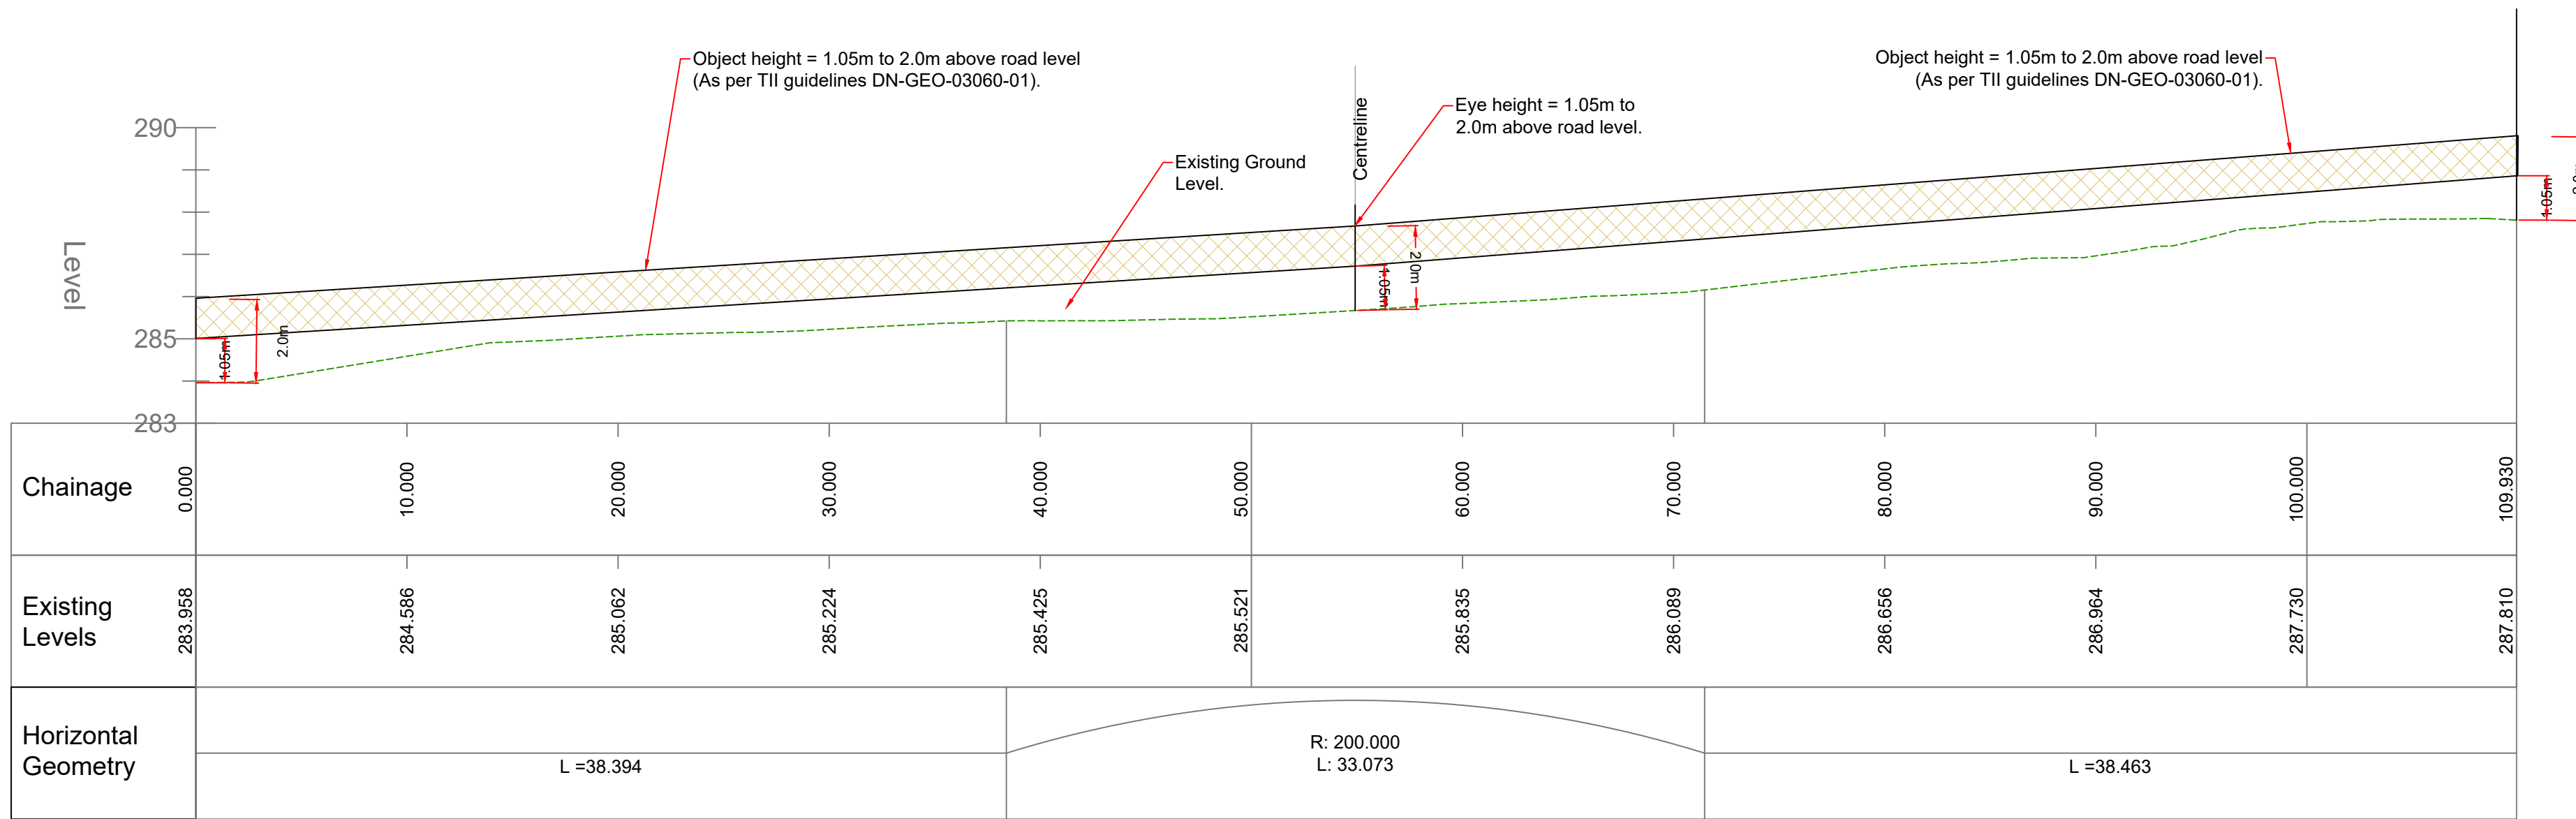 Object height = 1.05m to 2.0m above road level
(As per TII guidelines DN-GEO-03060-01).
Object height = 1.05m to 2.0m above road level
(As per TII guidelines DN-GEO-03060-01).
Eye height = 1.05m to
2.0m above road level.
Centreline
Existing Ground
Level.
290
285
283
Level
1.05m
2.0m
1.05m
2.0m
1.05m
Chainage
0.000
10.000
20.000
30.000
40.000
50.000
60.000
70.000
80.000
90.000
100.000
109.930
Existing
Levels
283.958
284.586
285.062
285.224
285.425
285.521
285.835
286.089
286.656
286.964
287.730
287.810
Horizontal
Geometry
L =38.394
R: 200.000
L: 33.073
L =38.463